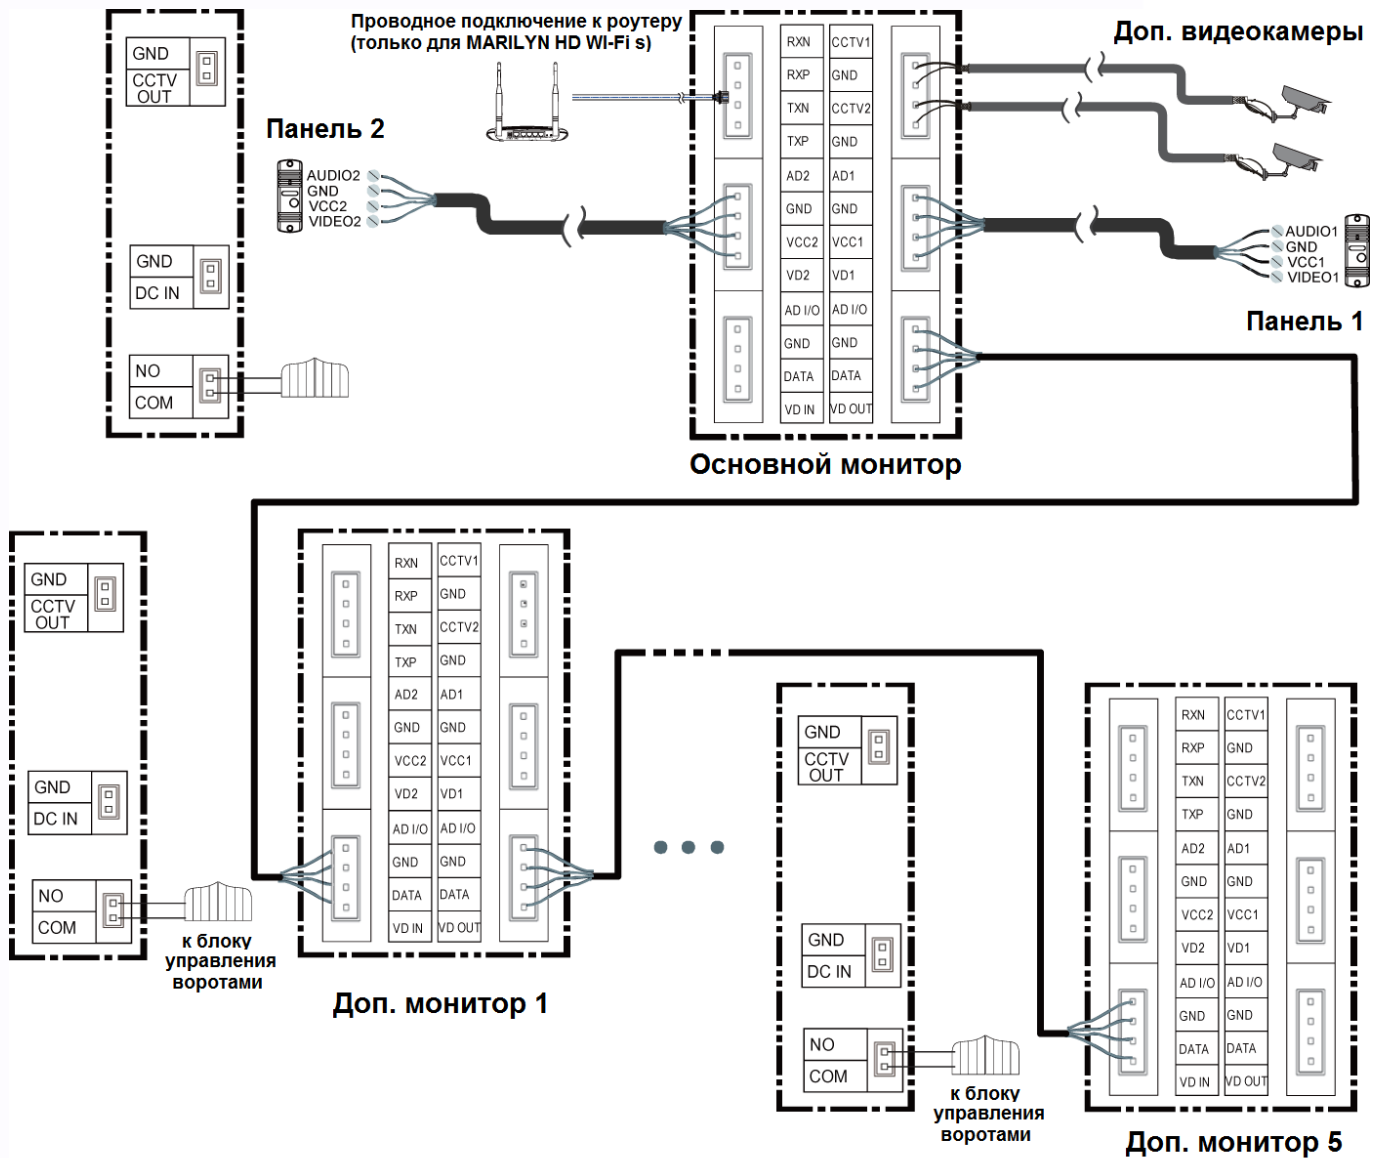 Проводное подключение к роутеру
(только для MARILYN HD WI-Fi s)
Доп. видеокамеры
GND
CCTV
OUT
GND
DC IN
NO
COM
Панель 2
AUDIO2
GND
VCC2
VIDEO2
RXN CCTV1
RXP GND
TXN CCTV2
TXP GND
AD2 AD1
GND GND
VCC2 VCC1
VD2 VD1
AD I/O AD I/O
GND GND
DATA DATA
VD IN VD OUT
Основной монитор
AUDIO1
GND
VCC1
VIDEO1
Панель 1
GND
CCTV
OUT
GND
DC IN
NO
COM
к блоку
управления
воротами
RXN CCTV1
RXP GND
TXN CCTV2
TXP GND
AD2 AD1
GND GND
VCC2 VCC1
VD2 VD1
AD I/O AD I/O
GND GND
DATA DATA
VD IN VD OUT
Доп. монитор 1
GND
CCTV
OUT
GND
DC IN
NO
COM
к блоку
управления
воротами
RXN CCTV1
RXP GND
TXN CCTV2
TXP GND
AD2 AD1
GND GND
VCC2 VCC1
VD2 VD1
AD I/O AD I/O
GND GND
DATA DATA
VD IN VD OUT
Доп. монитор 5